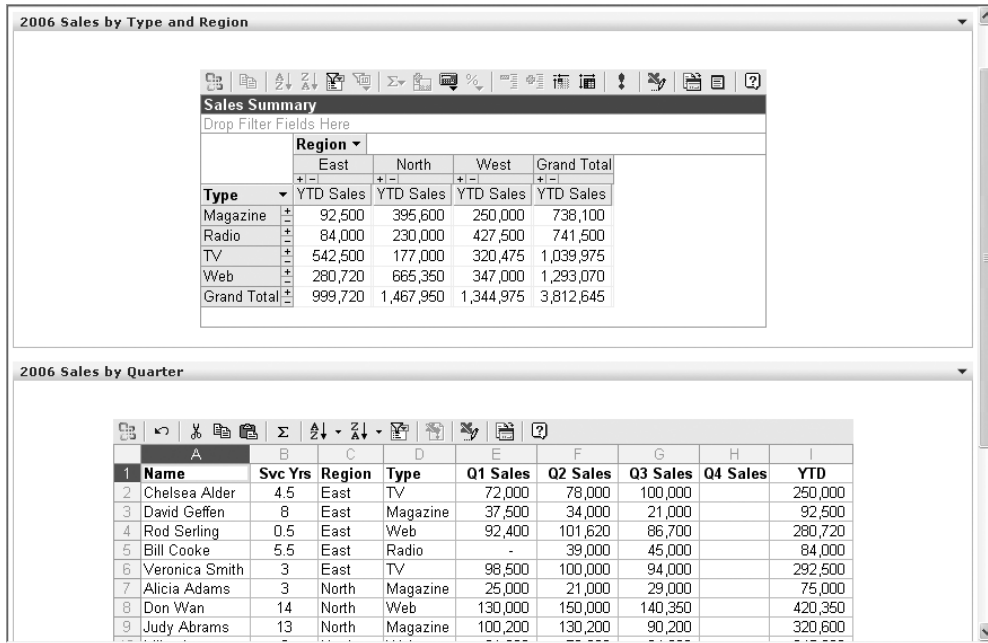 2006 Sales by Type and Region
Sales Summary
Drop Filter Fields Here
Region
East North West Grand Total
Type YTD Sales YTD Sales YTD Sales YTD Sales
Magazine 92,500 395,600 250,000 738,100
Radio 84,000 230,000 427,500 741,500
TV 542,500 177,000 320,475 1,039,975
Web 280,720 665,350 347,000 1,293,070
Grand Total 999,720 1,467,950 1,344,975 3,812,645
2006 Sales by Quarter
A B C D E F G H I
1 Name Svc Yrs Region Type Q1 Sales Q2 Sales Q3 Sales Q4 Sales YTD
2 Chelsea Alder 4.5 East TV 72,000 78,000 100,000 250,000
3 David Geffen 8 East Magazine 37,500 34,000 21,000 92,500
4 Rod Serling 0.5 East Web 92,400 101,620 86,700 280,720
5 Bill Cooke 5.5 East Radio - 39,000 45,000 84,000
6 Veronica Smith 3 East TV 98,500 100,000 94,000 292,500
7 Alicia Adams 3 North Magazine 25,000 21,000 29,000 75,000
8 Don Wan 14 North Web 130,000 150,000 140,350 420,350
9 Judy Abrams 13 North Magazine 100,200 130,200 90,200 320,600